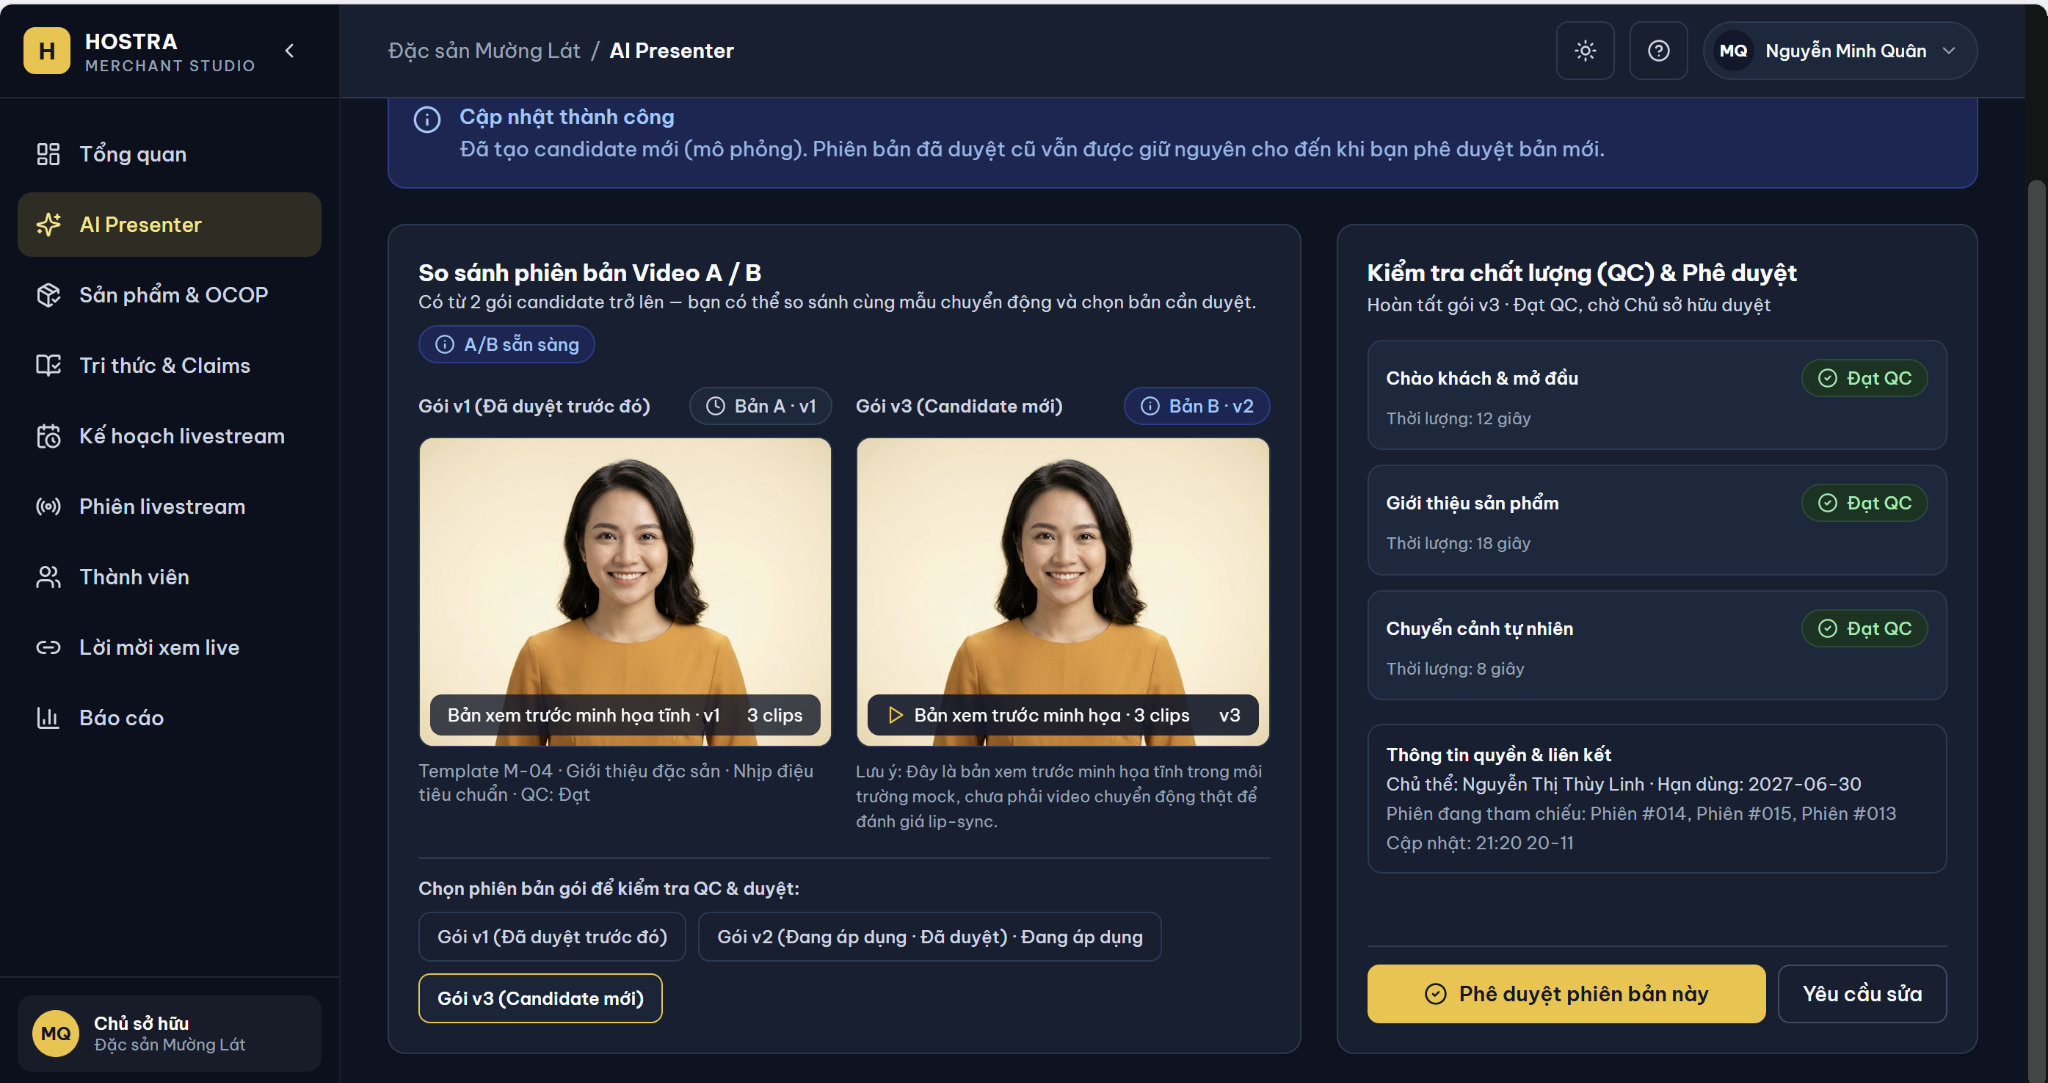 H
HOSTRA
MERCHANT STUDIO
Đặc sản Mường Lát / AI Presenter
MQ Nguyễn Minh Quân
Tổng quan
AI Presenter
Sản phẩm & OCOP
Tri thức & Claims
Kế hoạch livestream
Phiên livestream
Thành viên
Lời mời xem live
Báo cáo
MQ
Chủ sở hữu
Đặc sản Mường Lát
Cập nhật thành công
Đã tạo candidate mới (mô phỏng). Phiên bản đã duyệt cũ vẫn được giữ nguyên cho đến khi bạn phê duyệt bản mới.
So sánh phiên bản Video A / B
Có từ 2 gói candidate trở lên — bạn có thể so sánh cùng mẫu chuyển động và chọn bản cần duyệt.
A/B sẵn sàng
Gói v1 (Đã duyệt trước đó)
Bản A · v1
Bản xem trước minh họa tĩnh · v1 3 clips
Template M-04 · Giới thiệu đặc sản · Nhịp điệu
tiêu chuẩn · QC: Đạt
Gói v3 (Candidate mới)
Bản B · v2
Bản xem trước minh họa · 3 clips v3
Lưu ý: Đây là bản xem trước minh họa tĩnh trong môi
trường mock, chưa phải video chuyển động thật để
đánh giá lip-sync.
Chọn phiên bản gói để kiểm tra QC & duyệt:
Gói v1 (Đã duyệt trước đó)
Gói v2 (Đang áp dụng · Đã duyệt) · Đang áp dụng
Gói v3 (Candidate mới)
Kiểm tra chất lượng (QC) & Phê duyệt
Hoàn tất gói v3 · Đạt QC, chờ Chủ sở hữu duyệt
Chào khách & mở đầu
Đạt QC
Thời lượng: 12 giây
Giới thiệu sản phẩm
Đạt QC
Thời lượng: 18 giây
Chuyển cảnh tự nhiên
Đạt QC
Thời lượng: 8 giây
Thông tin quyền & liên kết
Chủ thể: Nguyễn Thị Thùy Linh · Hạn dùng: 2027-06-30
Phiên đang tham chiếu: Phiên #014, Phiên #015, Phiên #013
Cập nhật: 21:20 20-11
Phê duyệt phiên bản này
Yêu cầu sửa